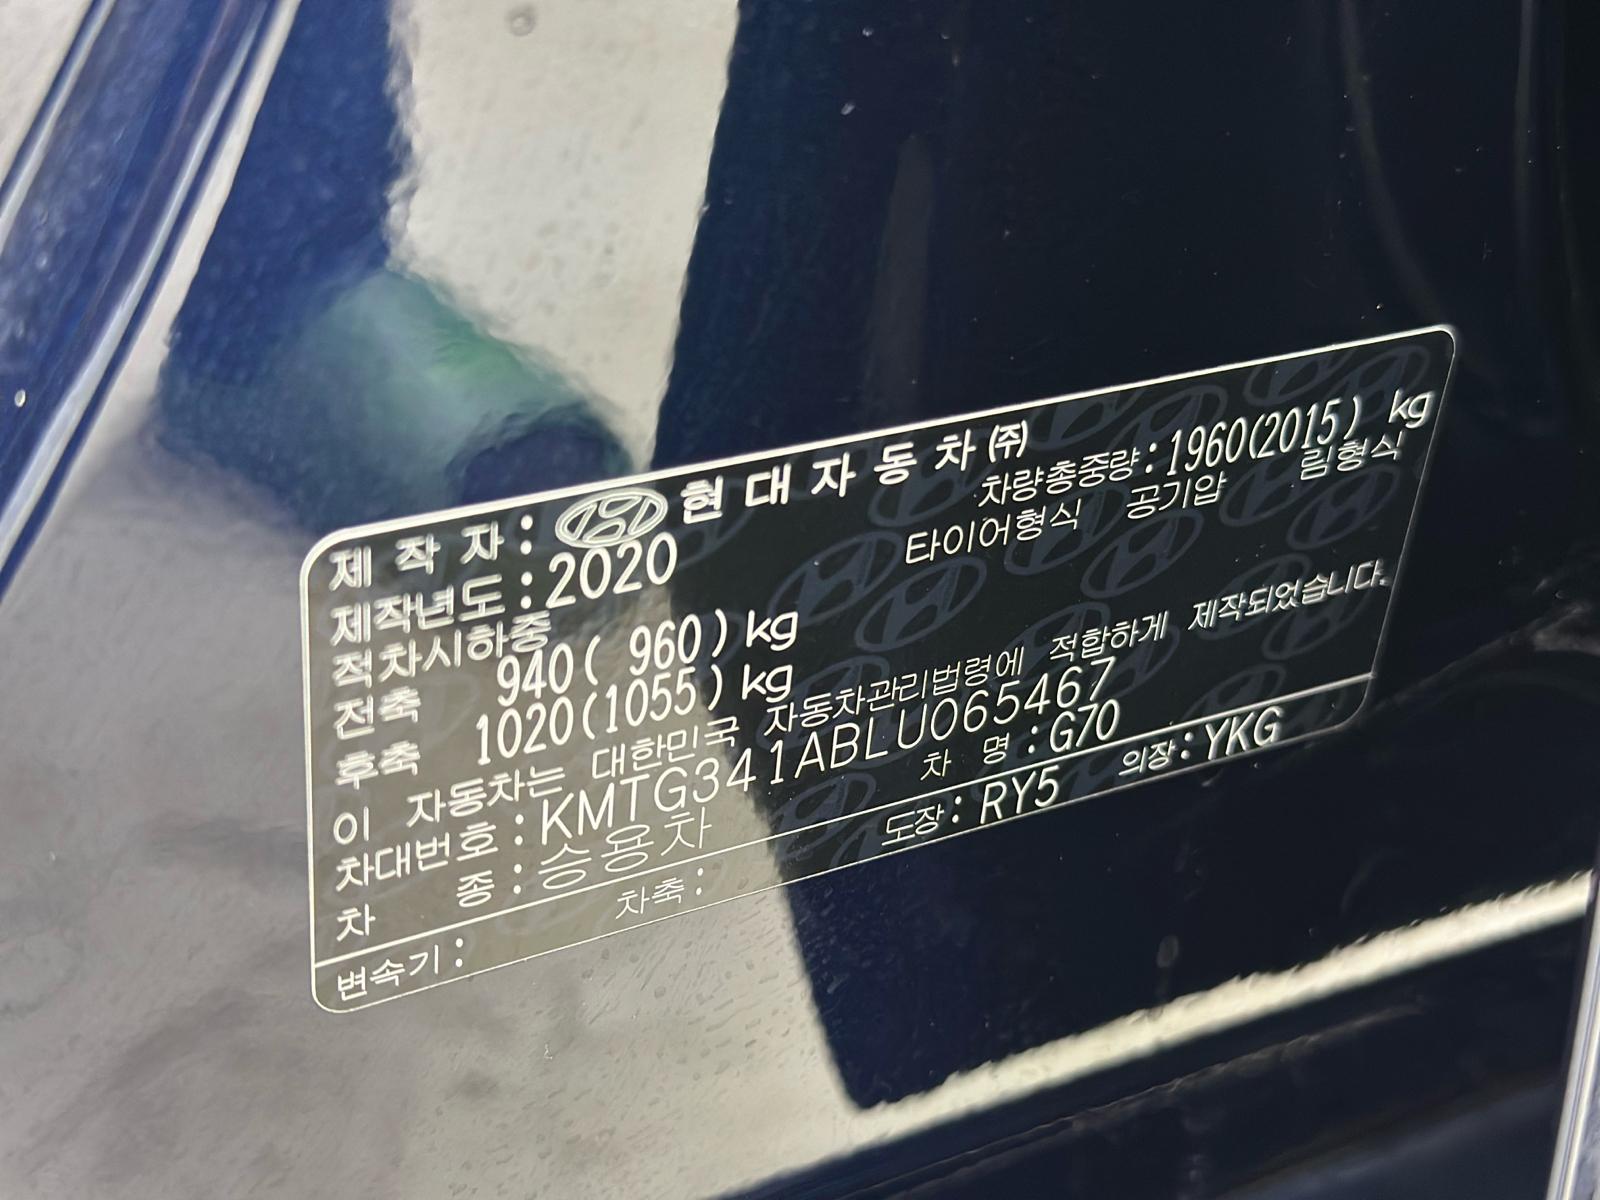 제 작 자 : 현 대 자 동 차 ㈜
제작년도 : 2020 차량총중량 : 1960(2015) kg
적차시하중 타이어형식 공기압 림형식
전축 940( 960) kg
후축 1020(1055) kg
이 자동차는 대한민국 자동차관리법령에 적합하게 제작되었습니다.
차대번호 : KMTG341ABLU065467
차 종 : 승용차 차 명 : G70
변속기 : 차축 : 도장 : RY5 의장 : YKG